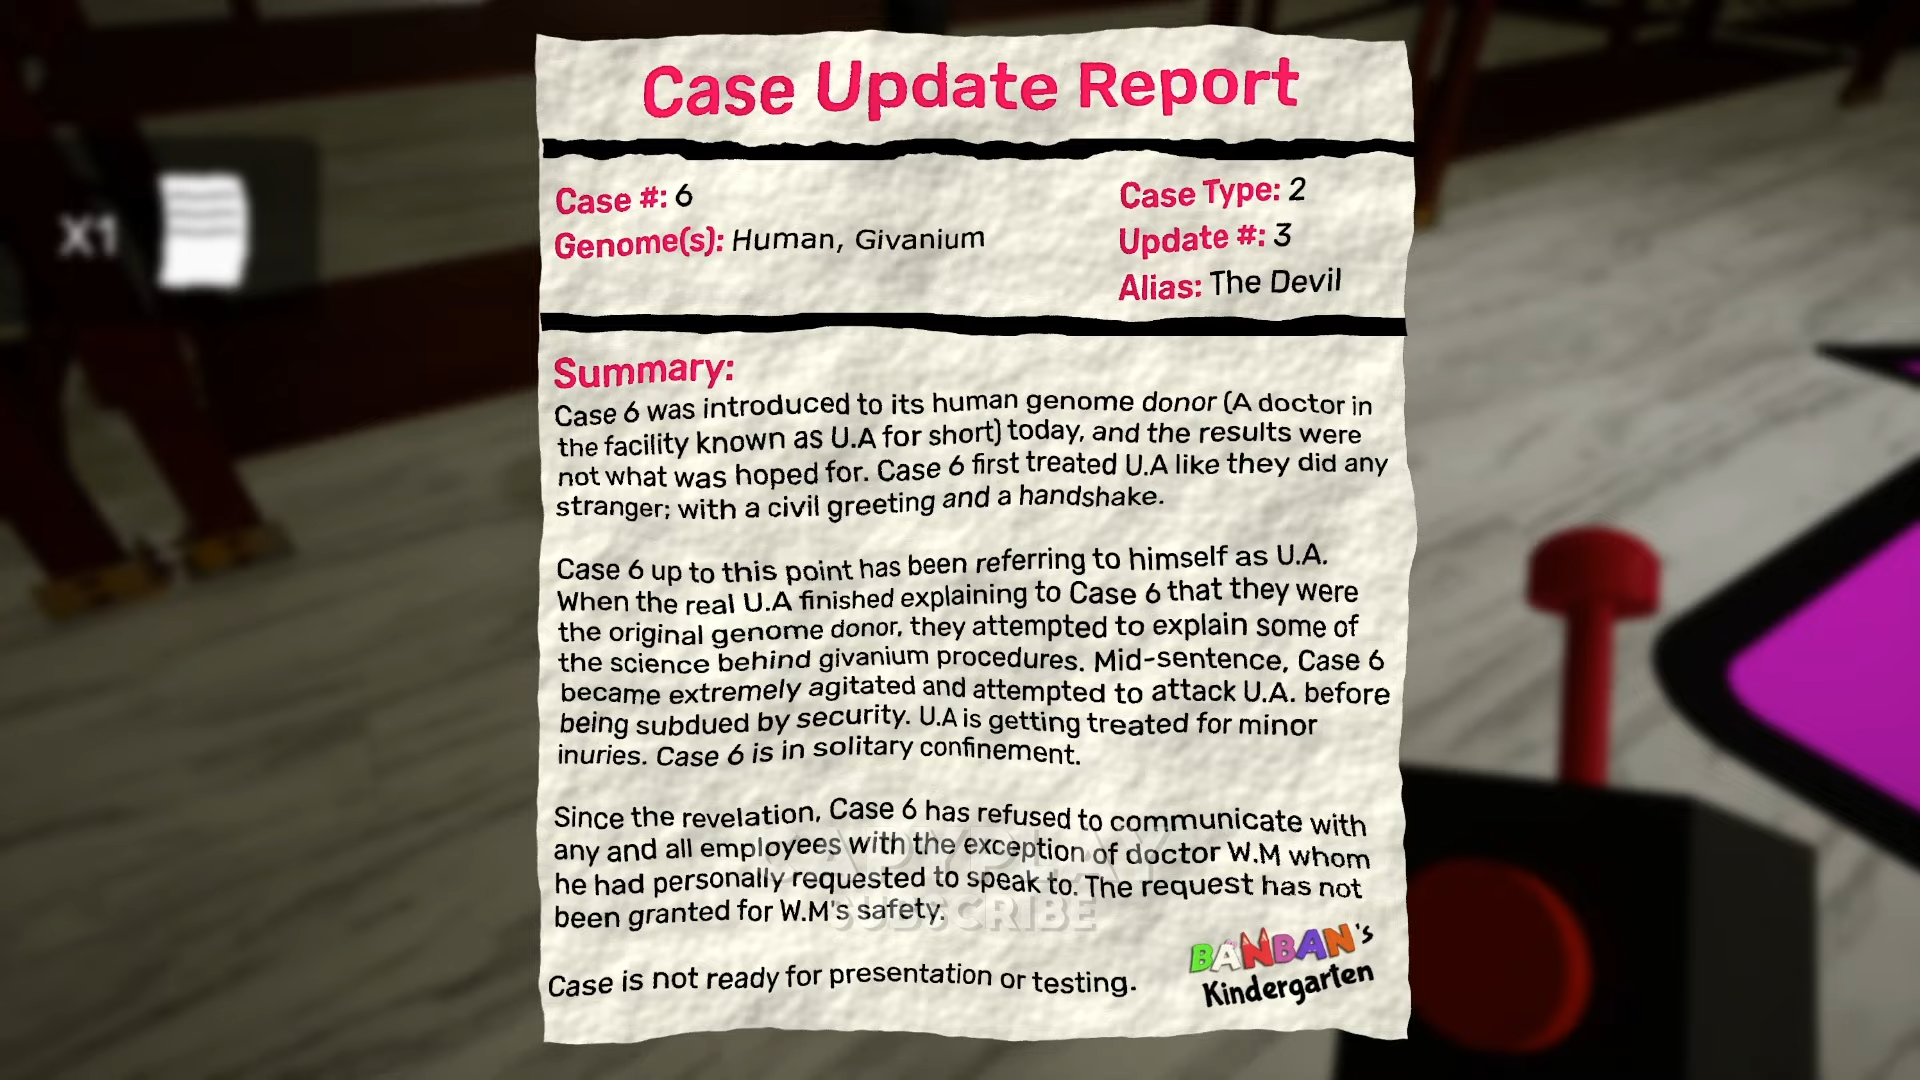 Case Update Report
X1
Case #: 6
Genome(s): Human, Givanium
Case Type: 2
Update #: 3
Alias: The Devil
Summary:
Case 6 was introduced to its human genome donor (A doctor in
the facility known as U.A for short) today, and the results were
not what was hoped for. Case 6 first treated U.A like they did any
stranger; with a civil greeting and a handshake.
Case 6 up to this point has been referring to himself as U.A.
When the real U.A finished explaining to Case 6 that they were
the original genome donor, they attempted to explain some of
the science behind givanium procedures. Mid-sentence, Case 6
became extremely agitated and attempted to attack U.A. before
being subdued by security. U.A is getting treated for minor
inuries. Case 6 is in solitary confinement.
Since the revelation, Case 6 has refused to communicate with
any and all employees with the exception of doctor W.M whom
he had personally requested to speak to. The request has not
been granted for W.M's safety.
SUBSCRIBE
Case is not ready for presentation or testing.
BANBAN's
Kindergarten